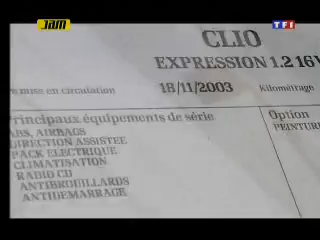 JAM
TF1
CLIO
EXPRESSION 1.2 16V
mise en circulation 18/11/2003 Kilométrage
Principaux équipements de série Option
ABS, AIRBAGS PEINTURE
DIRECTION ASSISTEE
PACK ELECTRIQUE
CLIMATISATION
RADIO CD
ANTIBROUILLARDS
ANTIDEMARRAGE